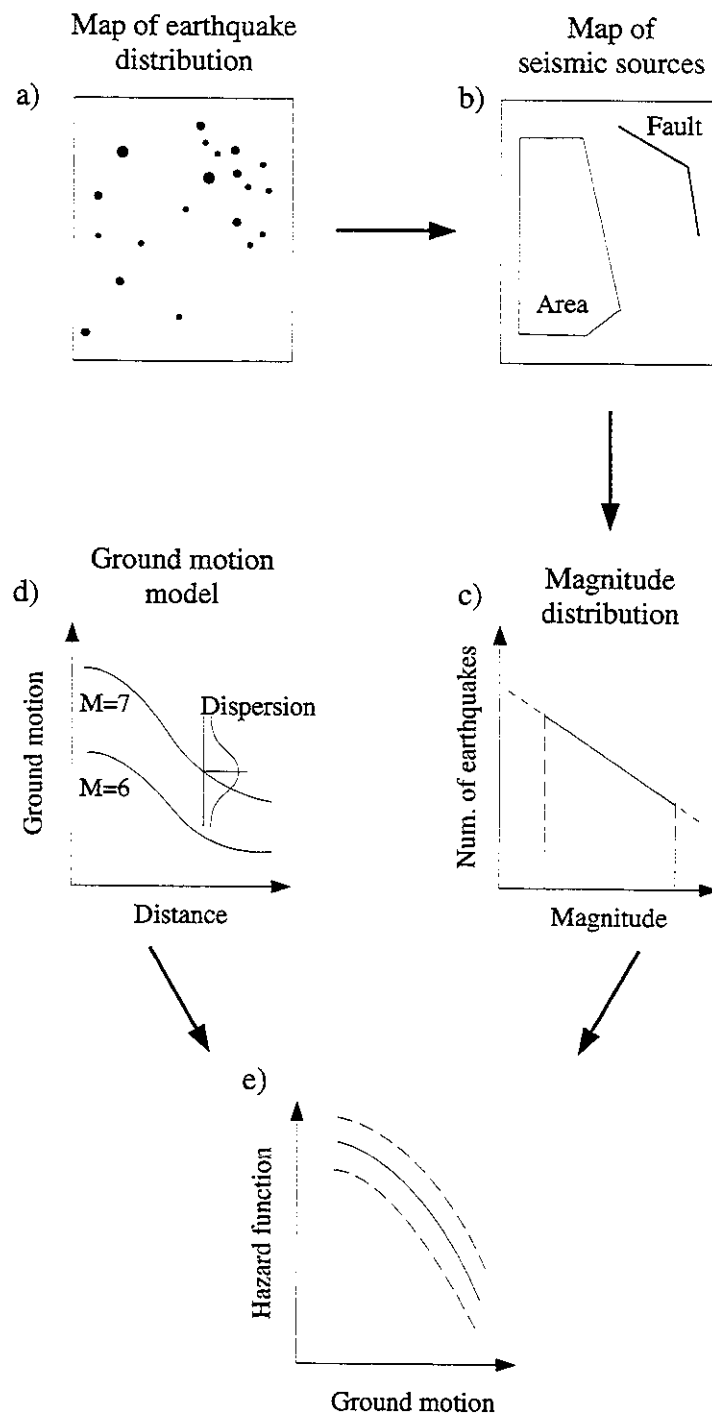 Map of earthquake
distribution
a)
Map of
seismic sources
b)
Fault
Area
Ground motion
model
d)
Ground motion
M=7
M=6
Dispersion
Distance
Magnitude
distribution
c)
Num. of earthquakes
Magnitude
e)
Hazard function
Ground motion